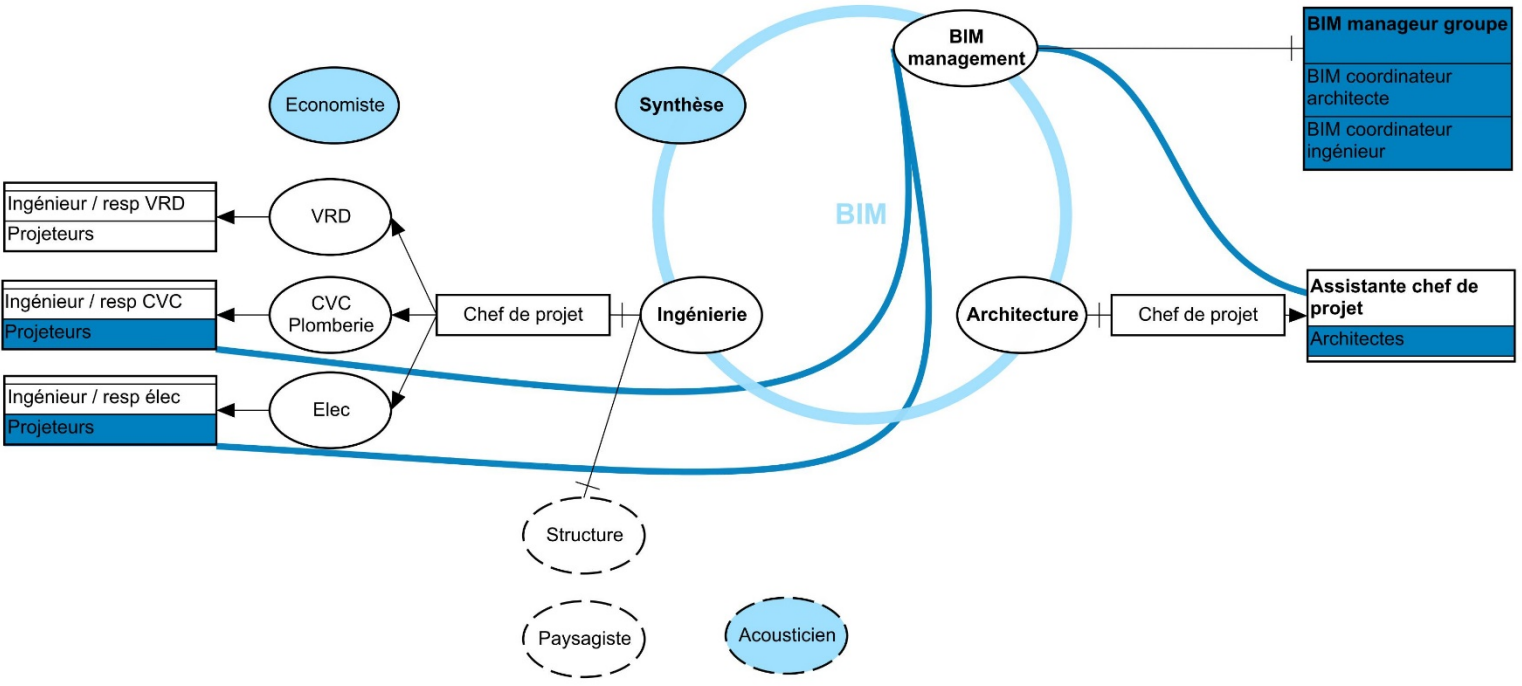 BIM
management
BIM manageur groupe
BIM coordinateur
architecte
BIM coordinateur
ingénieur
Economiste
Synthèse
Ingénieur / resp VRD
Projeteurs
VRD
BIM
Ingénieur / resp CVC
Projeteurs
CVC
Plomberie
Chef de projet
Ingénierie
Architecture
Chef de projet
Assistante chef de
projet
Architectes
Ingénieur / resp élec
Projeteurs
Elec
Structure
Paysagiste
Acousticien